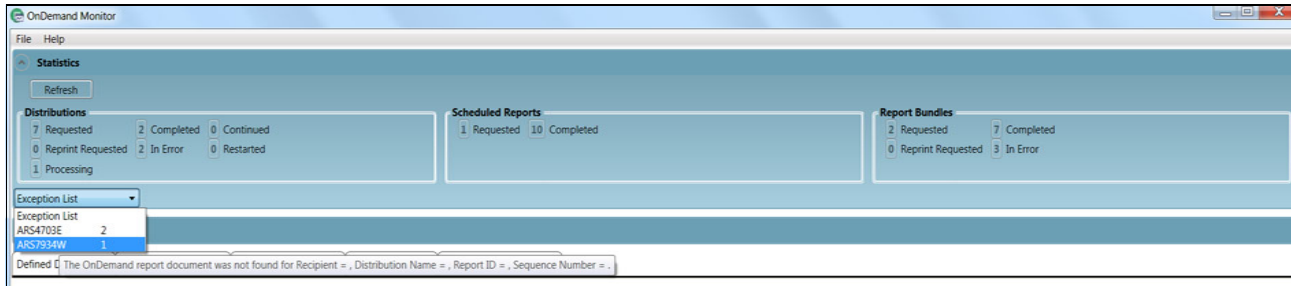 OnDemand Monitor
File Help
Statistics
Refresh
Distributions
7 Requested 2 Completed 0 Continued
0 Reprint Requested 2 In Error 0 Restarted
1 Processing
Scheduled Reports
1 Requested 10 Completed
Report Bundles
2 Requested 7 Completed
0 Reprint Requested 3 In Error
Exception List
Exception List
ARS4703E 2
ARS7934W 1
Defined
The OnDemand report document was not found for Recipient = , Distribution Name = , Report ID = , Sequence Number = .